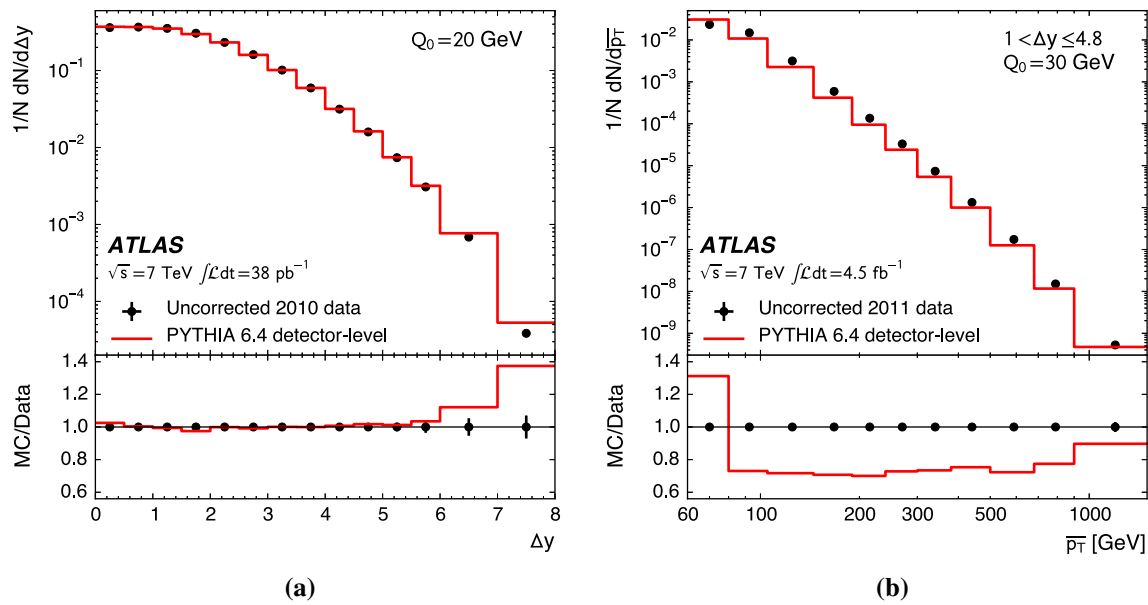 1/N dN/dΔy
10⁻¹
10⁻²
10⁻³
10⁻⁴
Q₀ = 20 GeV
ATLAS
√s = 7 TeV ∫ℒdt = 38 pb⁻¹
Uncorrected 2010 data
PYTHIA 6.4 detector-level
MC/Data
1.4
1.2
1.0
0.8
0.6
0 1 2 3 4 5 6 7 8
Δy
(a)
1/N dN/dp̅T̅
10⁻²
10⁻³
10⁻⁴
10⁻⁵
10⁻⁶
10⁻⁷
10⁻⁸
10⁻⁹
1 < Δy ≤ 4.8
Q₀ = 30 GeV
ATLAS
√s = 7 TeV ∫ℒdt = 4.5 fb⁻¹
Uncorrected 2011 data
PYTHIA 6.4 detector-level
MC/Data
1.4
1.2
1.0
0.8
0.6
60 100 200 300 500 1000
p̅T̅ [GeV]
(b)